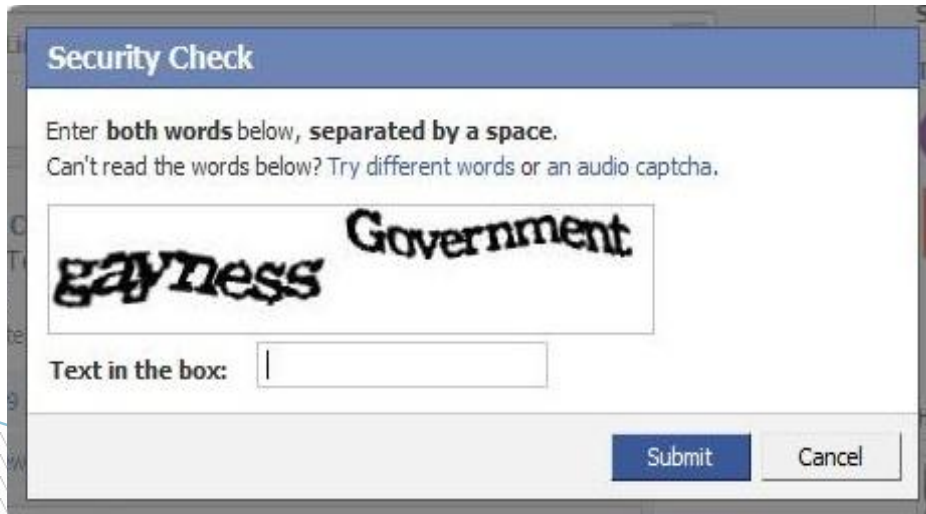 Security Check
Enter both words below, separated by a space.
Can't read the words below? Try different words or an audio captcha.
gayness Government
Text in the box:
Submit Cancel